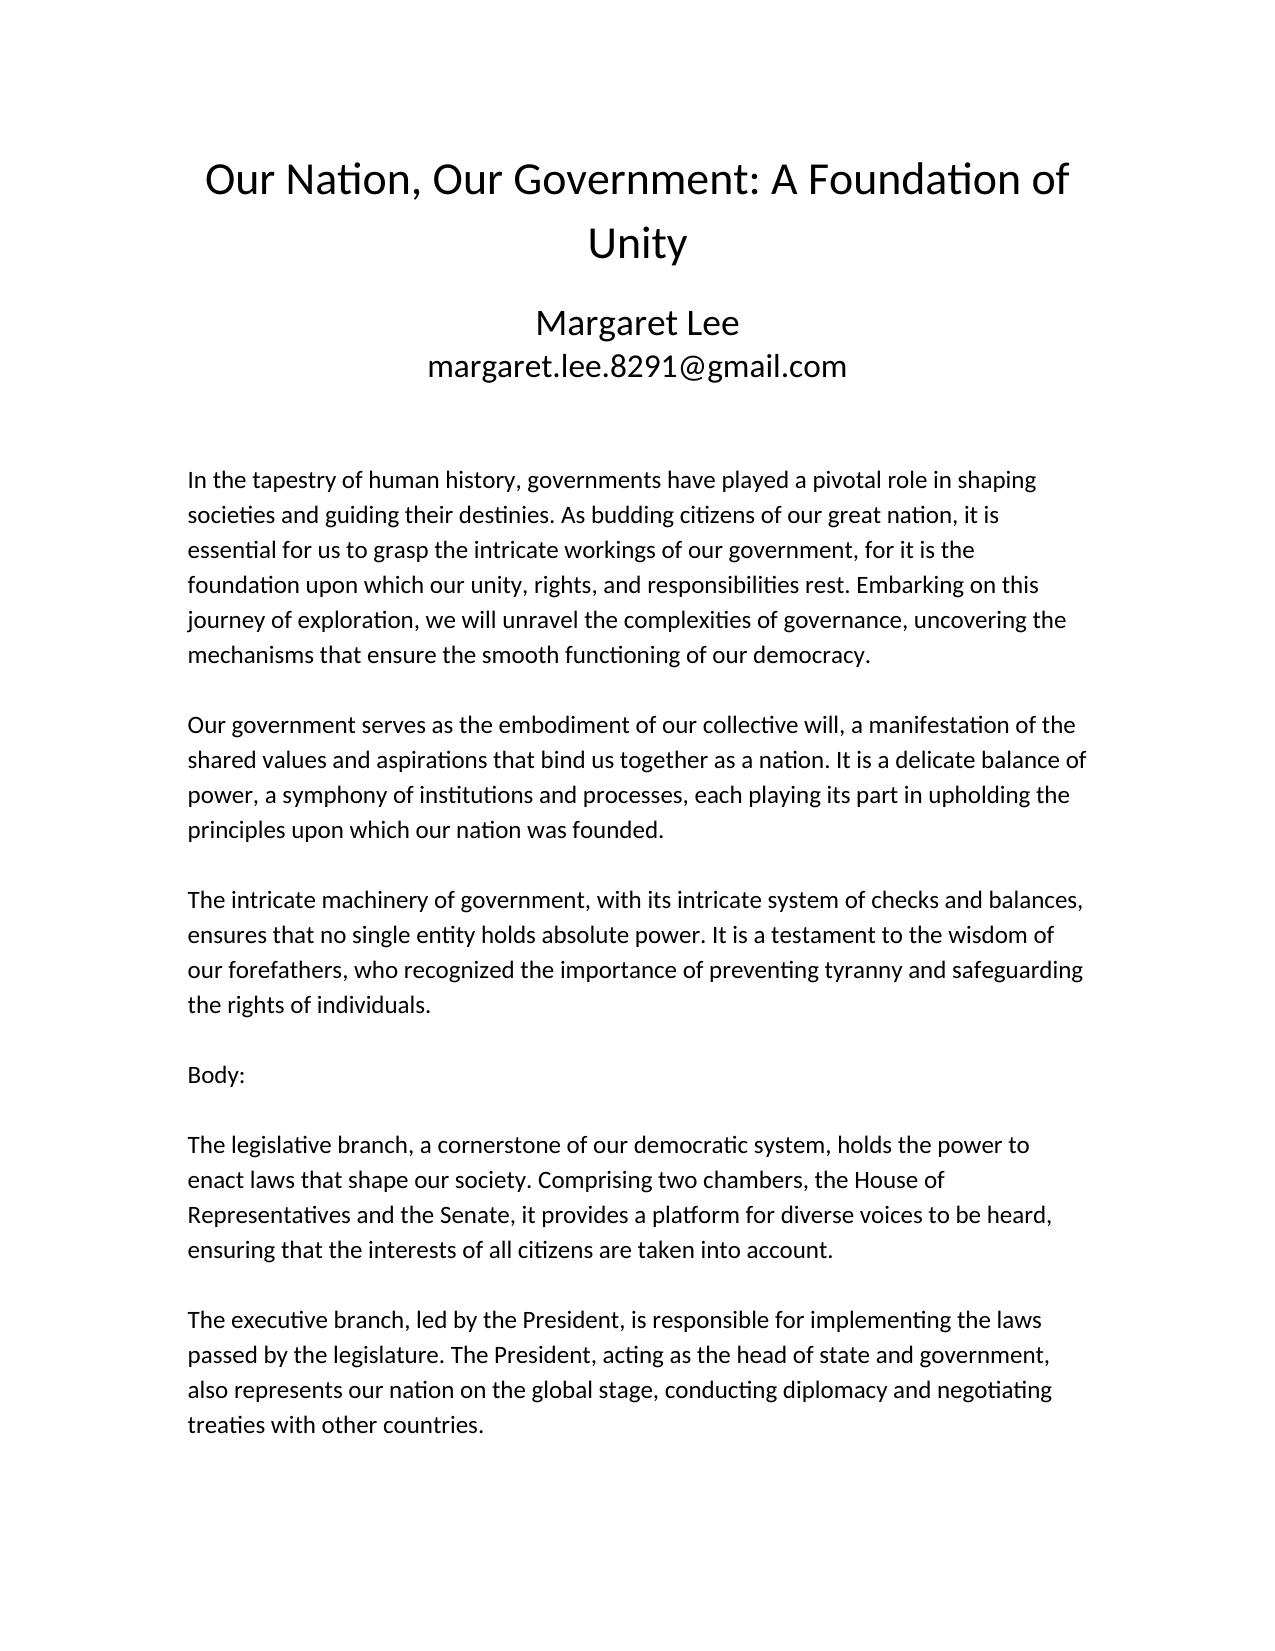 Our Nation, Our Government: A Foundation of
Unity
Margaret Lee
margaret.lee.8291@gmail.com
In the tapestry of human history, governments have played a pivotal role in shaping
societies and guiding their destinies. As budding citizens of our great nation, it is
essential for us to grasp the intricate workings of our government, for it is the
foundation upon which our unity, rights, and responsibilities rest. Embarking on this
journey of exploration, we will unravel the complexities of governance, uncovering the
mechanisms that ensure the smooth functioning of our democracy.
Our government serves as the embodiment of our collective will, a manifestation of the
shared values and aspirations that bind us together as a nation. It is a delicate balance of
power, a symphony of institutions and processes, each playing its part in upholding the
principles upon which our nation was founded.
The intricate machinery of government, with its intricate system of checks and balances,
ensures that no single entity holds absolute power. It is a testament to the wisdom of
our forefathers, who recognized the importance of preventing tyranny and safeguarding
the rights of individuals.
Body:
The legislative branch, a cornerstone of our democratic system, holds the power to
enact laws that shape our society. Comprising two chambers, the House of
Representatives and the Senate, it provides a platform for diverse voices to be heard,
ensuring that the interests of all citizens are taken into account.
The executive branch, led by the President, is responsible for implementing the laws
passed by the legislature. The President, acting as the head of state and government,
also represents our nation on the global stage, conducting diplomacy and negotiating
treaties with other countries.